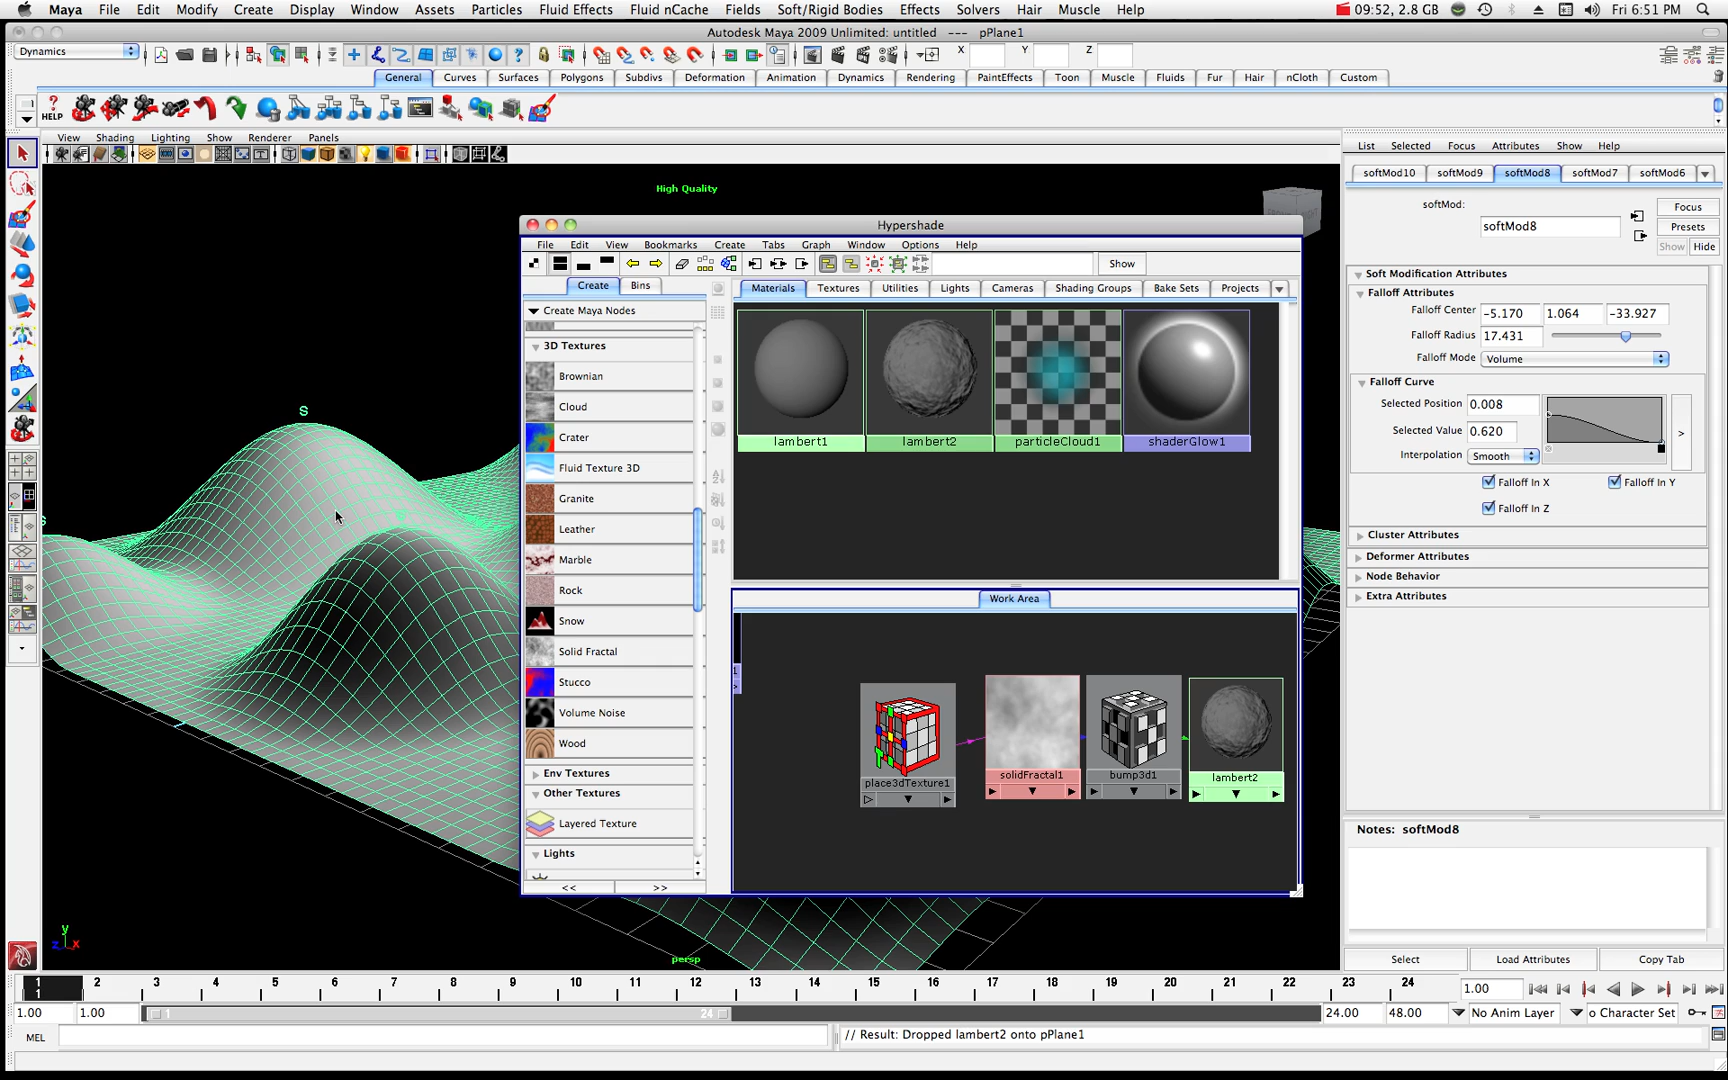 Maya File Edit Modify Create Display Window Assets Particles Fluid Effects Fluid nCache Fields Soft/Rigid Bodies Effects Solvers Hair Muscle Help 09:52, 2.8 GB Fri 6:51 PM
Autodesk Maya 2009 Unlimited: untitled --- pPlane1
Dynamics X Y Z
General Curves Surfaces Polygons Subdivs Deformation Animation Dynamics Rendering PaintEffects Toon Muscle Fluids Fur Hair nCloth Custom
HELP
View Shading Lighting Show Renderer Panels
List Selected Focus Attributes Show Help
High Quality
softMod10 softMod9 softMod8 softMod7 softMod6
softMod: softMod8
Focus
Presets
Show Hide
Soft Modification Attributes
Falloff Attributes
Falloff Center -5.170 1.064 -33.927
Falloff Radius 17.431
Falloff Mode Volume
Falloff Curve
Selected Position 0.008
Selected Value 0.620 >
Interpolation Smooth
Falloff In X Falloff In Y
Falloff In Z
Cluster Attributes
Deformer Attributes
Node Behavior
Extra Attributes
Notes: softMod8
Select Load Attributes Copy Tab
Hypershade
File Edit View Bookmarks Create Tabs Graph Window Options Help
Show
Create Bins
Materials Textures Utilities Lights Cameras Shading Groups Bake Sets Projects
Create Maya Nodes
3D Textures
Brownian
Cloud
Crater
Fluid Texture 3D
Granite
Leather
Marble
Rock
Snow
Solid Fractal
Stucco
Volume Noise
Wood
Env Textures
Other Textures
Layered Texture
Lights
<< >>
lambert1 lambert2 particleCloud1 shaderGlow1
Work Area
place3dTexture1 solidFractal1 bump3d1 lambert2
S
y
z x
persp
1 2 3 4 5 6 7 8 9 10 11 12 13 14 15 16 17 18 19 20 21 22 23 24
1 1.00
1.00 1.00 1 24 24.00 48.00 No Anim Layer o Character Set
MEL // Result: Dropped lambert2 onto pPlane1